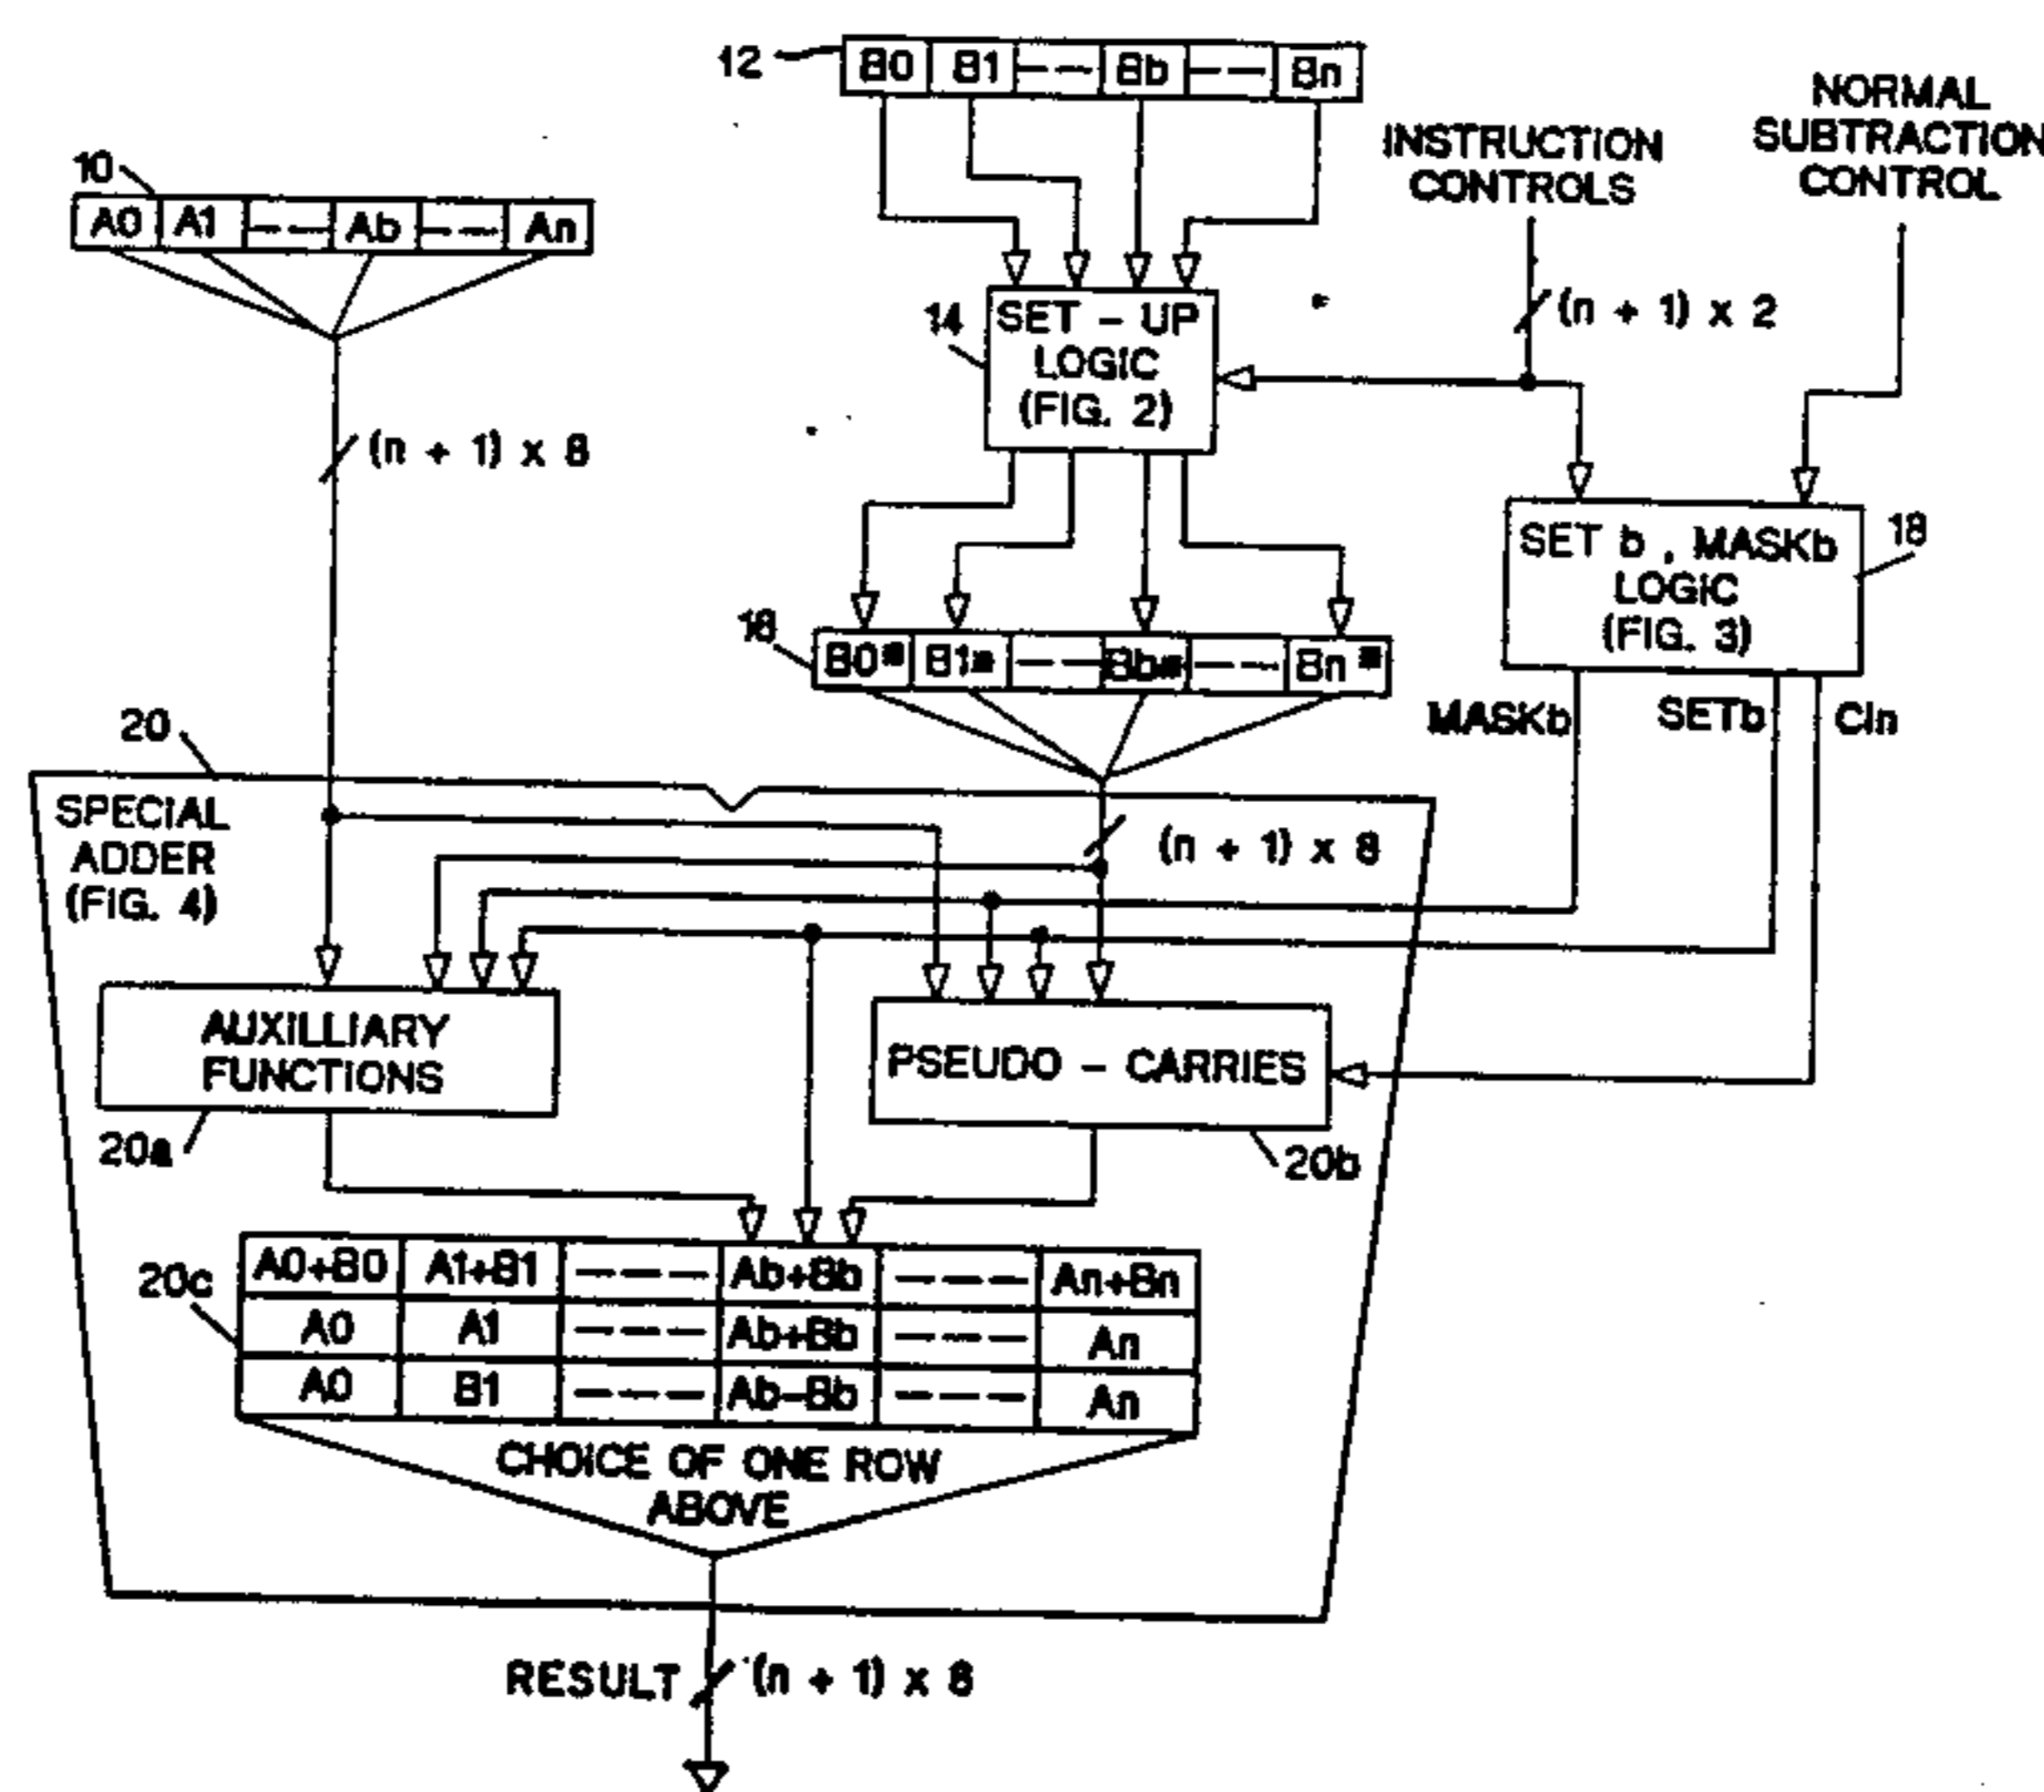 12
B0 B1 -- Bb -- Bn
NORMAL
SUBTRACTION
CONTROL
INSTRUCTION
CONTROLS
10
A0 A1 -- Ab -- An
14
SET - UP
LOGIC
(FIG. 2)
(n + 1) x 2
(n + 1) x 8
SET b , MASKb
LOGIC
(FIG. 3)
18
16
B0* B1* -- Bb* -- Bn*
MASKb
SETb
Cin
20
SPECIAL
ADDER
(FIG. 4)
(n + 1) x 8
AUXILLIARY
FUNCTIONS
PSEUDO - CARRIES
20a
20b
20c
A0+B0 A1+B1 --- Ab+Bb --- An+Bn
A0 A1 --- Ab+Bb --- An
A0 B1 --- Ab-Bb --- An
CHOICE OF ONE ROW
ABOVE
RESULT
(n + 1) x 8